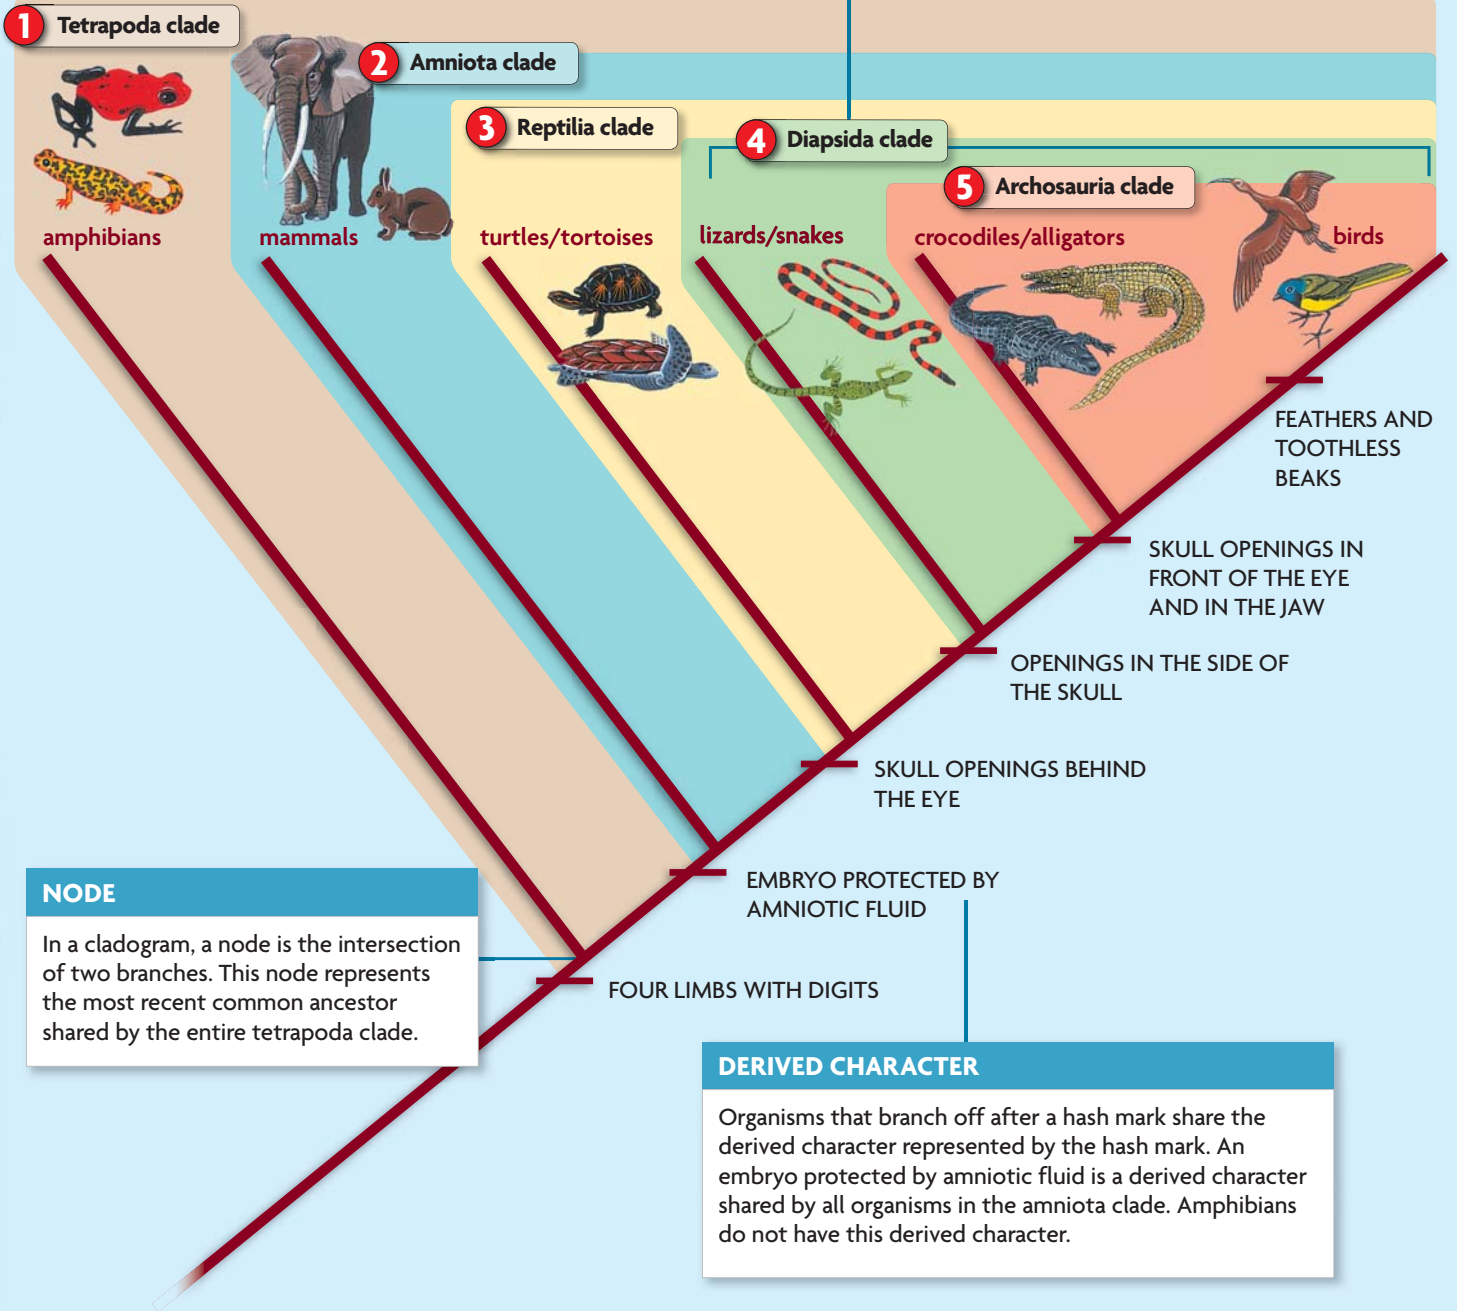 1 Tetrapoda clade
2 Amniota clade
3 Reptilia clade
4 Diapsida clade
5 Archosauria clade
amphibians
mammals
turtles/tortoises
lizards/snakes
crocodiles/alligators
birds
FEATHERS AND
TOOTHLESS
BEAKS
SKULL OPENINGS IN
FRONT OF THE EYE
AND IN THE JAW
OPENINGS IN THE SIDE OF
THE SKULL
SKULL OPENINGS BEHIND
THE EYE
EMBRYO PROTECTED BY
AMNIOTIC FLUID
FOUR LIMBS WITH DIGITS
NODE
In a cladogram, a node is the intersection
of two branches. This node represents
the most recent common ancestor
shared by the entire tetrapoda clade.
DERIVED CHARACTER
Organisms that branch off after a hash mark share the
derived character represented by the hash mark. An
embryo protected by amniotic fluid is a derived character
shared by all organisms in the amniota clade. Amphibians
do not have this derived character.